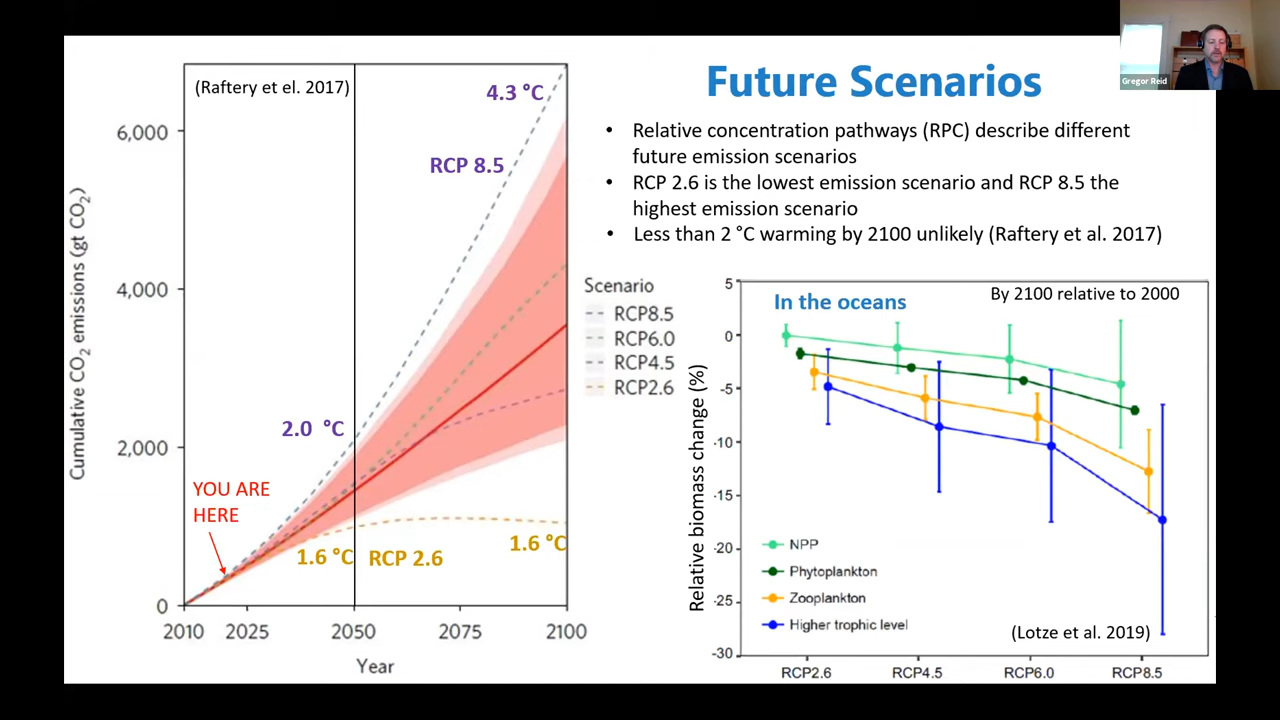 Gregor Reid
Future Scenarios
• Relative concentration pathways (RPC) describe different
future emission scenarios
• RCP 2.6 is the lowest emission scenario and RCP 8.5 the
highest emission scenario
• Less than 2 °C warming by 2100 unlikely (Raftery et al. 2017)
(Raftery et el. 2017)
4.3 °C
RCP 8.5
2.0 °C
YOU ARE
HERE
1.6 °C
RCP 2.6
1.6 °C
Cumulative CO2 emissions (gt CO2)
6,000
4,000
2,000
0
2010 2025 2050 2075 2100
Year
Scenario
RCP8.5
RCP6.0
RCP4.5
RCP2.6
In the oceans
By 2100 relative to 2000
Relative biomass change (%)
5
0
-5
-10
-15
-20
-25
-30
NPP
Phytoplankton
Zooplankton
Higher trophic level
(Lotze et al. 2019)
RCP2.6 RCP4.5 RCP6.0 RCP8.5